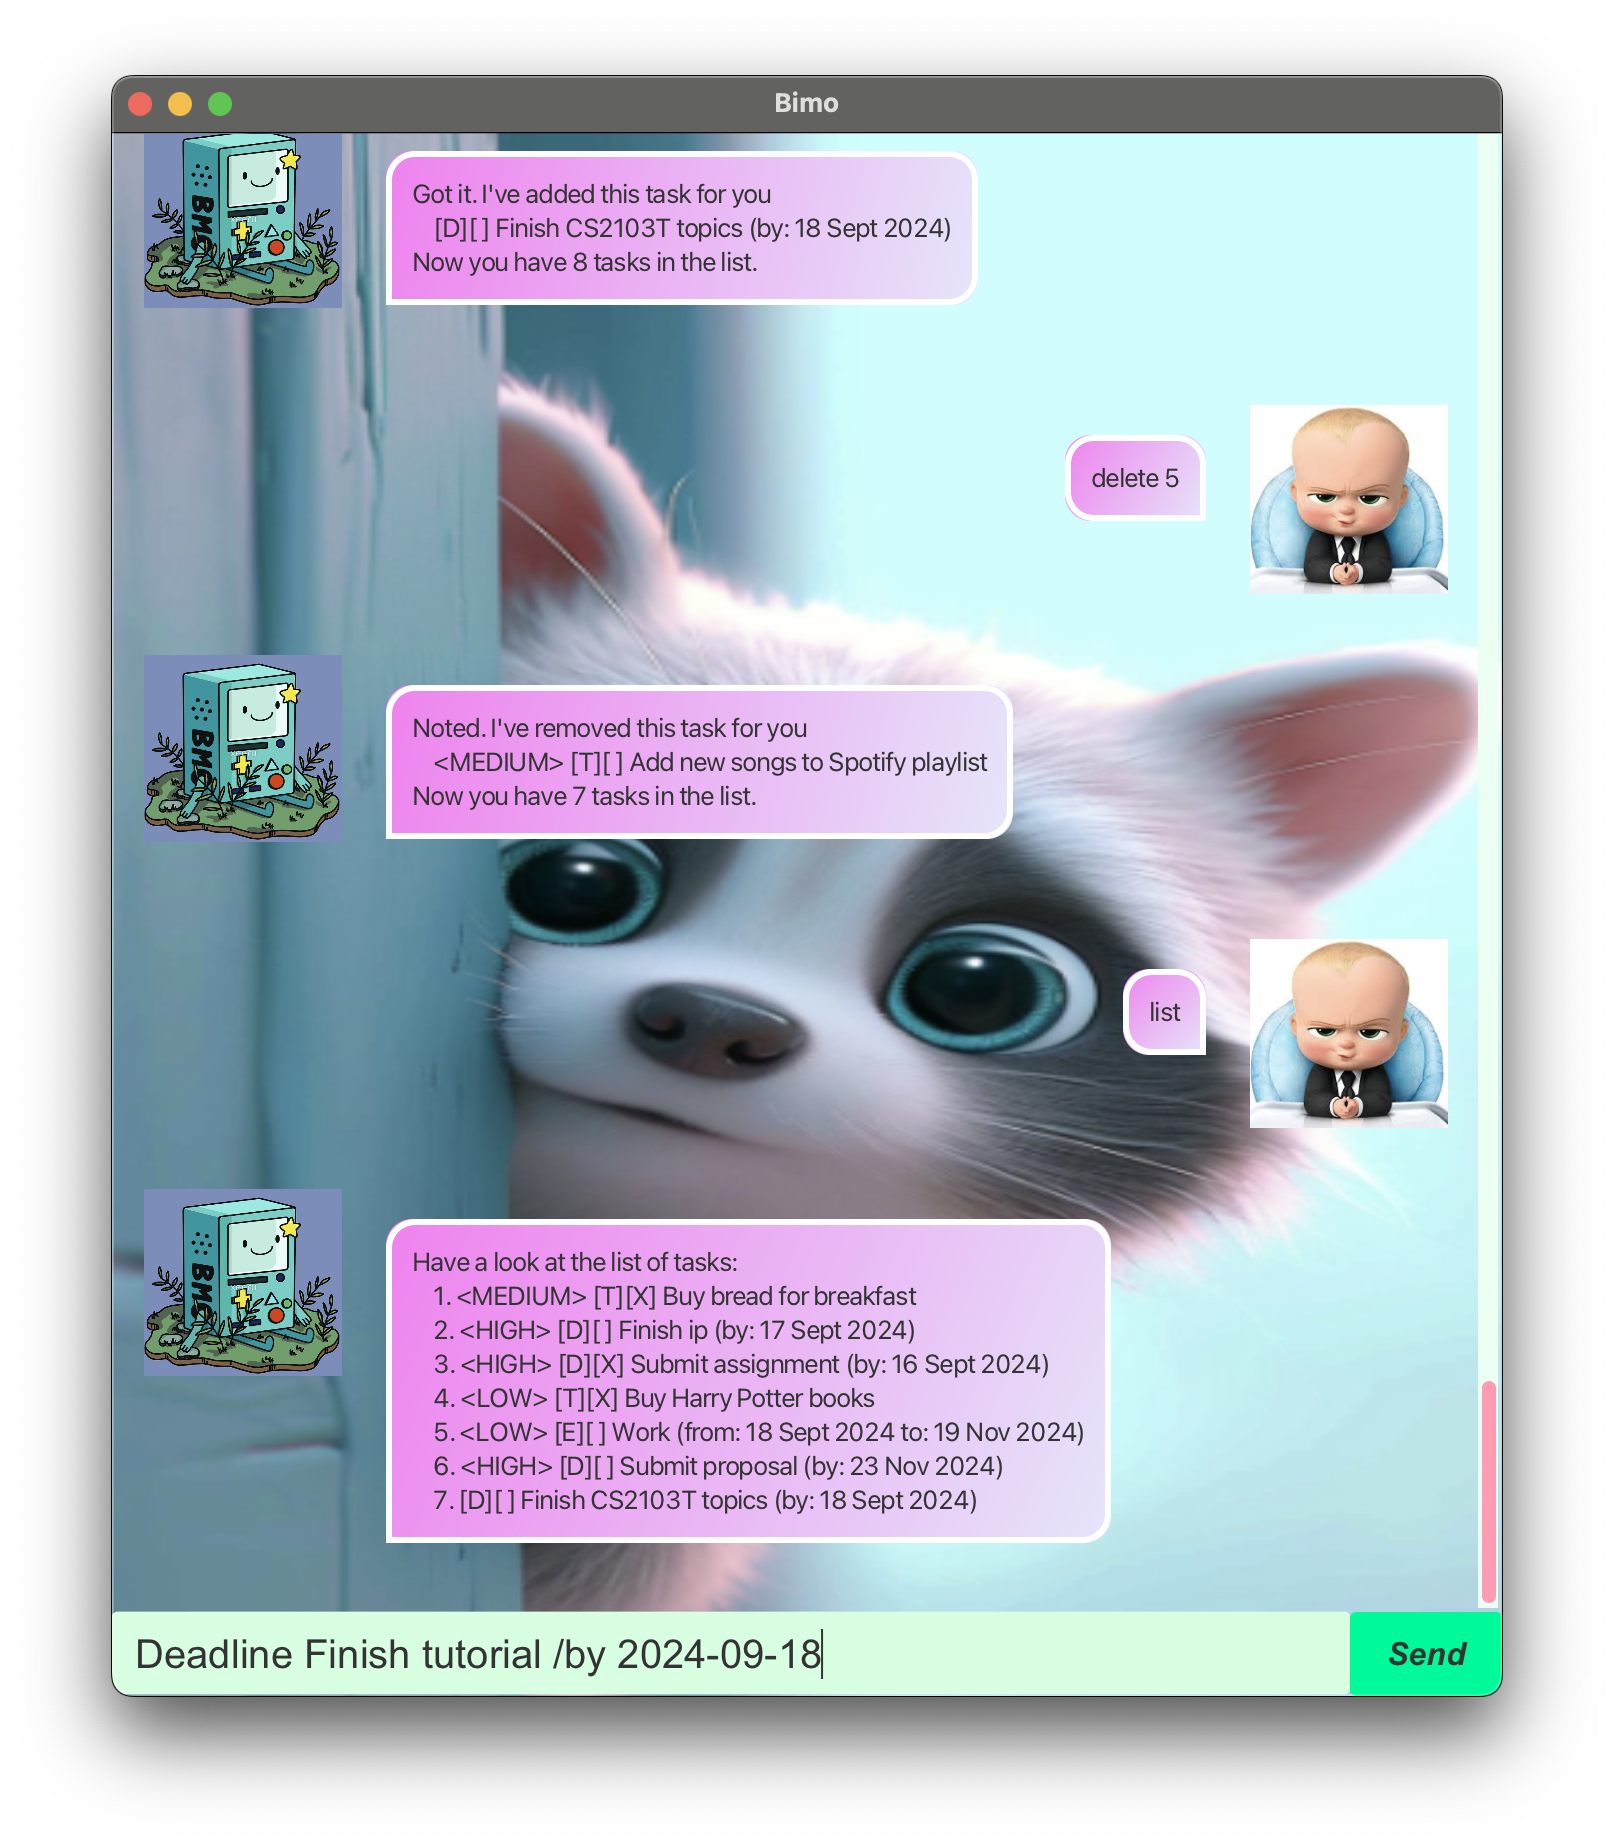 Bimo
BMO
Got it. I've added this task for you
[D][ ] Finish CS2103T topics (by: 18 Sept 2024)
Now you have 8 tasks in the list.
delete 5
BMO
Noted. I've removed this task for you
<MEDIUM> [T][ ] Add new songs to Spotify playlist
Now you have 7 tasks in the list.
list
BMO
Have a look at the list of tasks:
1. <MEDIUM> [T][X] Buy bread for breakfast
2. <HIGH> [D][ ] Finish ip (by: 17 Sept 2024)
3. <HIGH> [D][X] Submit assignment (by: 16 Sept 2024)
4. <LOW> [T][X] Buy Harry Potter books
5. <LOW> [E][ ] Work (from: 18 Sept 2024 to: 19 Nov 2024)
6. <HIGH> [D][ ] Submit proposal (by: 23 Nov 2024)
7. [D][ ] Finish CS2103T topics (by: 18 Sept 2024)
Deadline Finish tutorial /by 2024-09-18
Send